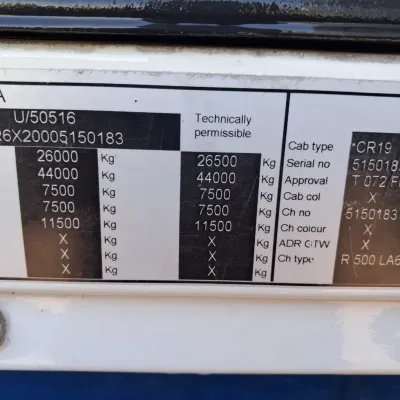 A
U/50516
R6X20005150183
Technically
permissible
26000 Kg 26500 Kg
44000 Kg 44000 Kg
7500 Kg 7500 Kg
7500 Kg 7500 Kg
11500 Kg 11500 Kg
X Kg X Kg
X Kg X Kg
X Kg X Kg
Cab type *CR19
Serial no 5150183
Approval T 072/F
Cab col X
Ch no 5150183
Ch colour X
ADR GTW X
Ch type R 500 LA6